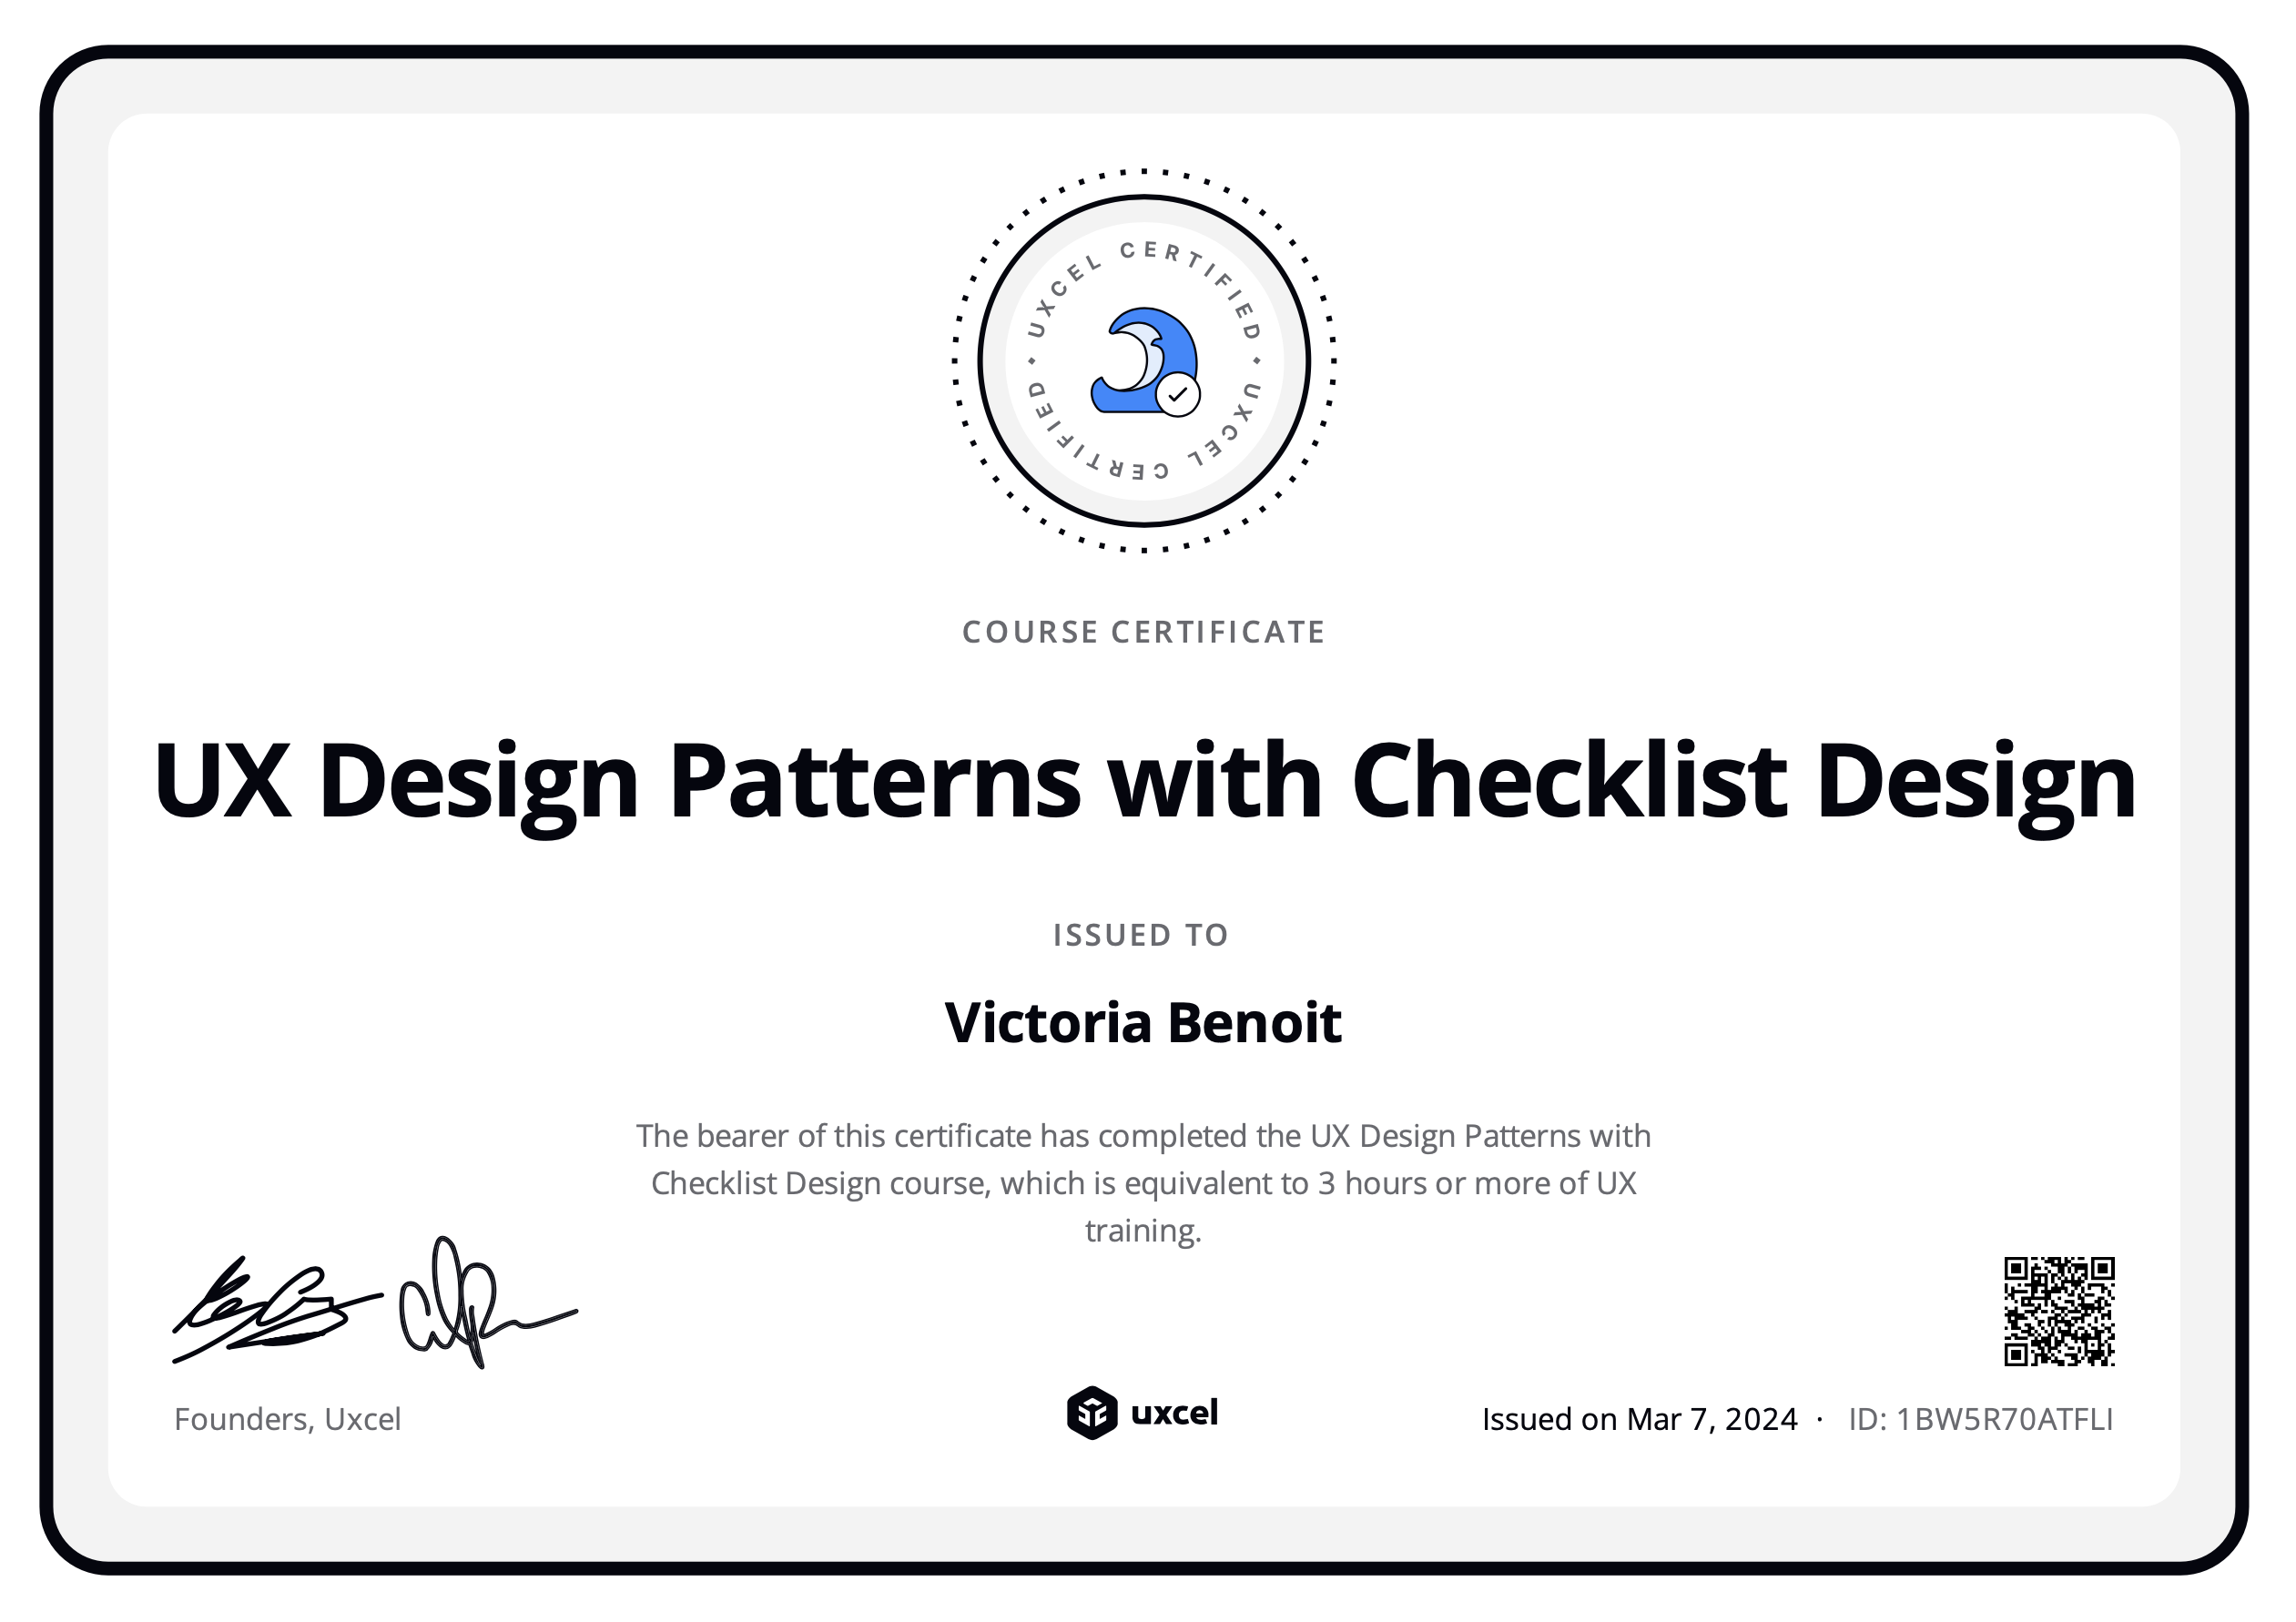 UXCEL CERTIFIED • UXCEL CERTIFIED •
COURSE CERTIFICATE
UX Design Patterns with Checklist Design
ISSUED TO
Victoria Benoit
The bearer of this certificate has completed the UX Design Patterns with
Checklist Design course, which is equivalent to 3 hours or more of UX
training.
Founders, Uxcel
uxcel
Issued on Mar 7, 2024 · ID: 1BW5R70ATFLI